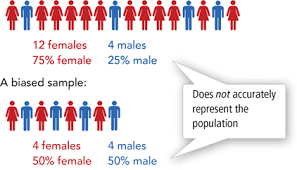 12 females 4 males
75% female 25% male
A biased sample:
Does not accurately
represent the
population
4 females 4 males
50% female 50% male